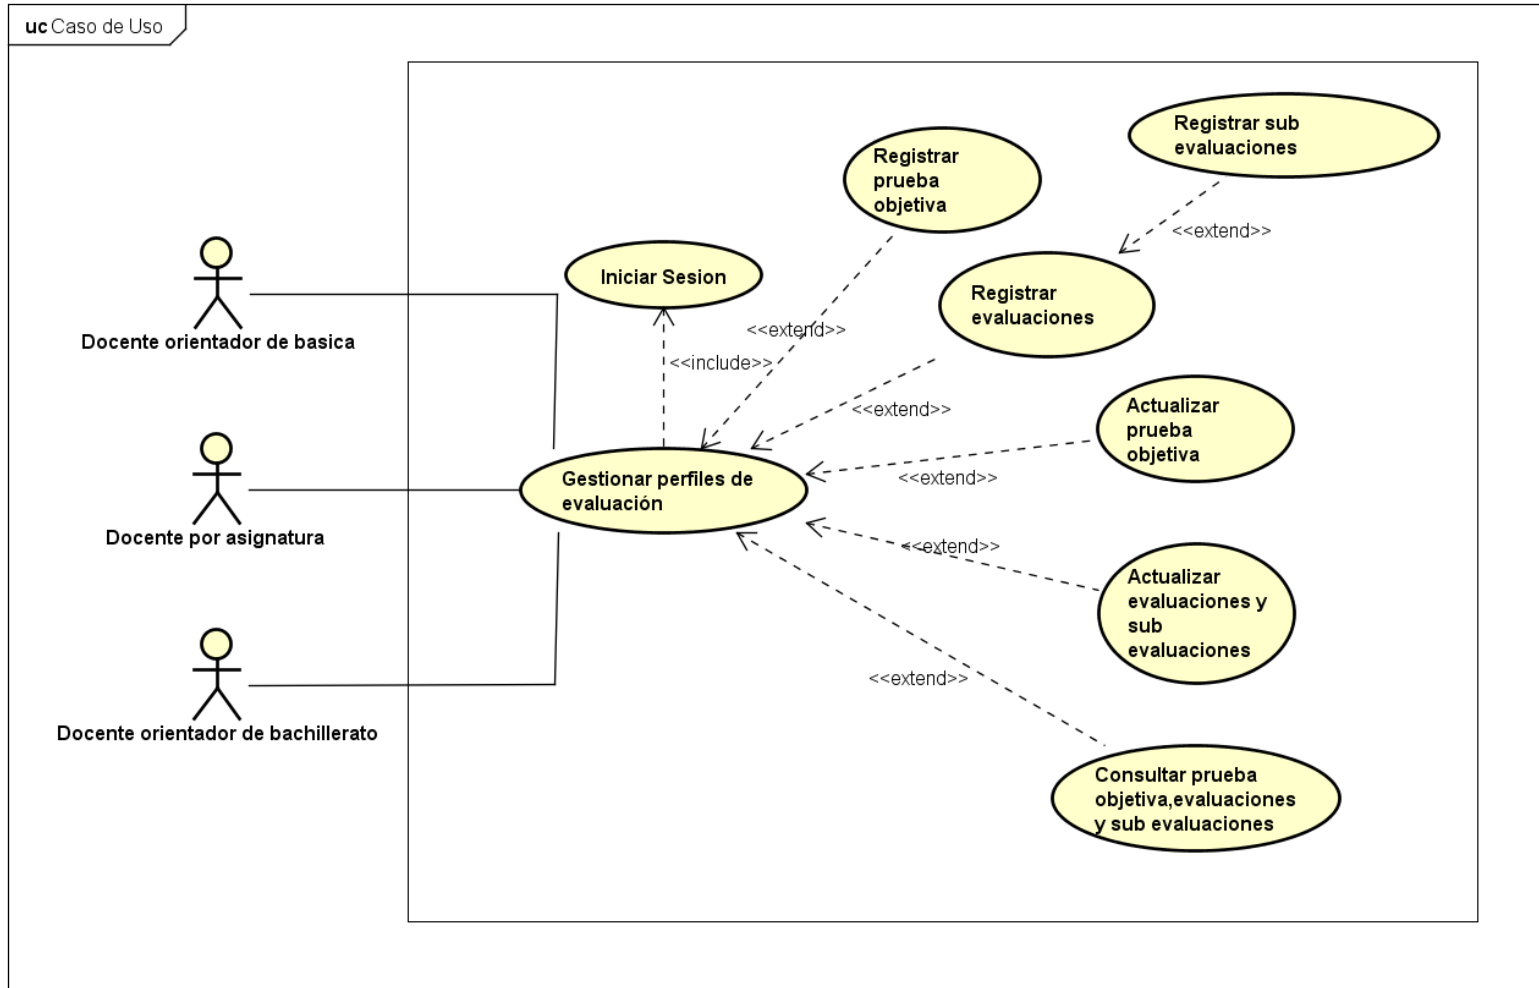 uc Caso de Uso
Registrar sub
evaluaciones
Registrar
prueba
objetiva
<<extend>>
Iniciar Sesion
Registrar
evaluaciones
<<extend>>
Docente orientador de basica
<<include>>
<<extend>>
Actualizar
prueba
objetiva
Gestionar perfiles de
evaluación
<<extend>>
Docente por asignatura
<<extend>>
Actualizar
evaluaciones y
sub
evaluaciones
<<extend>>
Docente orientador de bachillerato
Consultar prueba
objetiva,evaluaciones
y sub evaluaciones